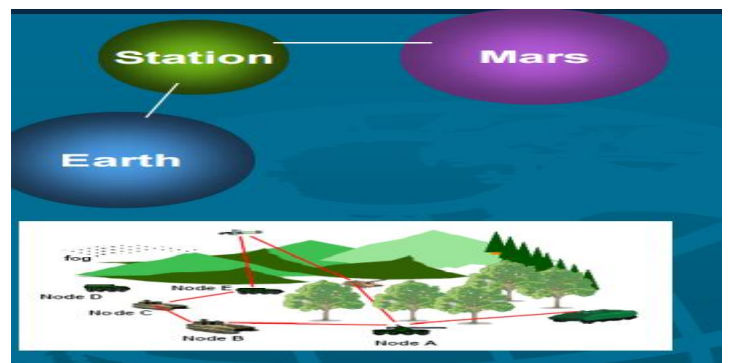 Station
Mars
Earth
fog
Node D
Node E
Node C
Node B
Node A